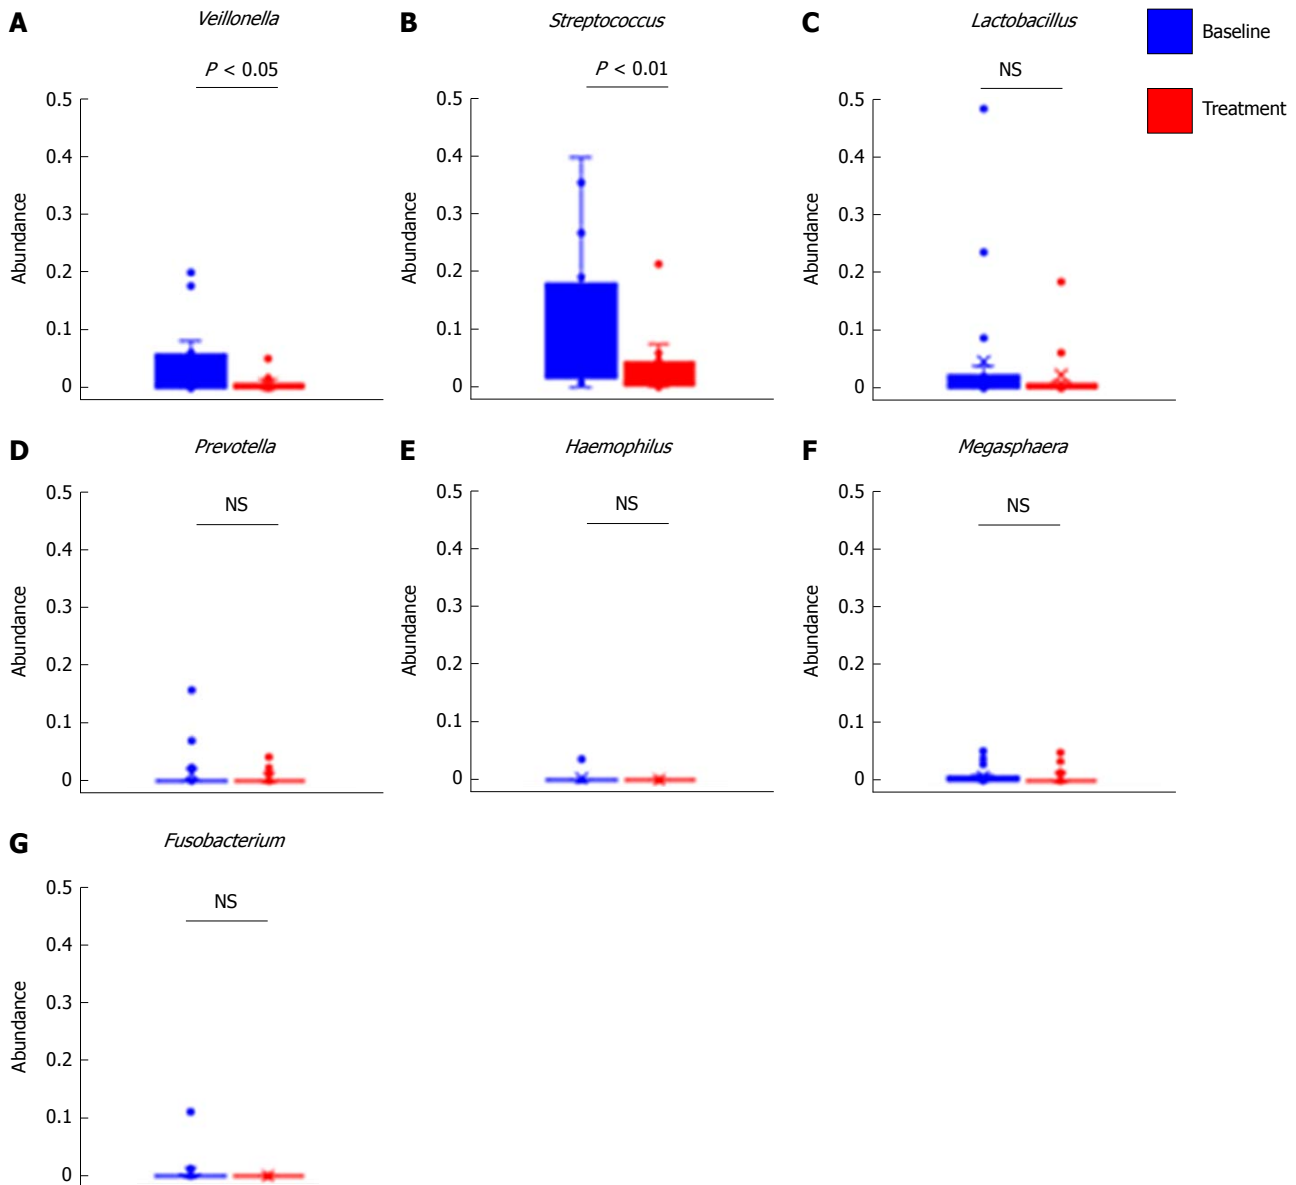 A
Veillonella
P < 0.05
0.5
0.4
0.3
0.2
0.1
0
Abundance
B
Streptococcus
P < 0.01
0.5
0.4
0.3
0.2
0.1
0
Abundance
C
Lactobacillus
NS
0.5
0.4
0.3
0.2
0.1
0
Abundance
Baseline
Treatment
D
Prevotella
NS
0.5
0.4
0.3
0.2
0.1
0
Abundance
E
Haemophilus
NS
0.5
0.4
0.3
0.2
0.1
0
Abundance
F
Megasphaera
NS
0.5
0.4
0.3
0.2
0.1
0
Abundance
G
Fusobacterium
NS
0.5
0.4
0.3
0.2
0.1
0
Abundance